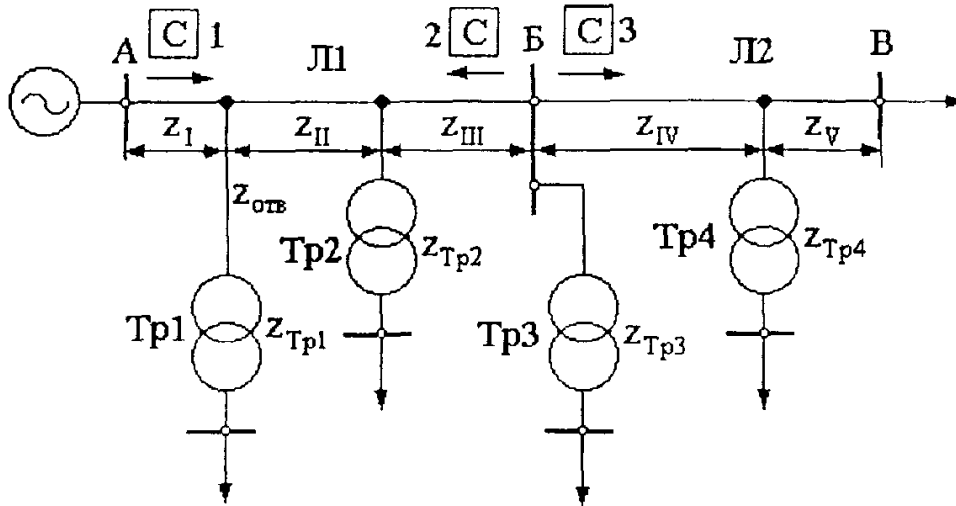 А С 1 Л1 2 С Б С 3 Л2 В
z_I z_II z_III z_IV z_V
z_отв
Тр2 z_Тр2 Тр4 z_Тр4
Тр1 z_Тр1 Тр3 z_Тр3